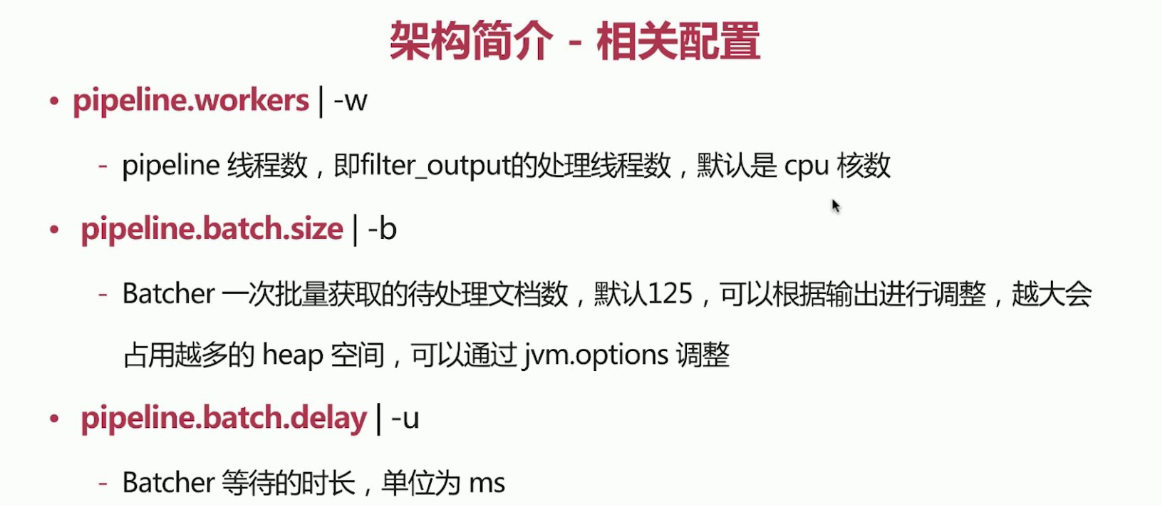 架构简介 - 相关配置
• pipeline.workers | -w
- pipeline 线程数，即filter_output的处理线程数，默认是 cpu 核数
• pipeline.batch.size | -b
- Batcher 一次批量获取的待处理文档数，默认125，可以根据输出进行调整，越大会
占用越多的 heap 空间，可以通过 jvm.options 调整
• pipeline.batch.delay | -u
- Batcher 等待的时长，单位为 ms